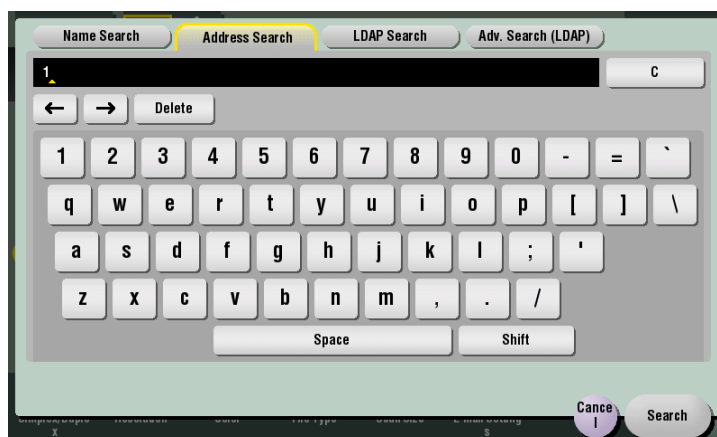 Name Search Address Search LDAP Search Adv. Search (LDAP)
1 C
← → Delete
1 2 3 4 5 6 7 8 9 0 - = `
q w e r t y u i o p [ ] \
a s d f g h j k l ; '
z x c v b n m , . /
Space Shift
Cance
l
Search